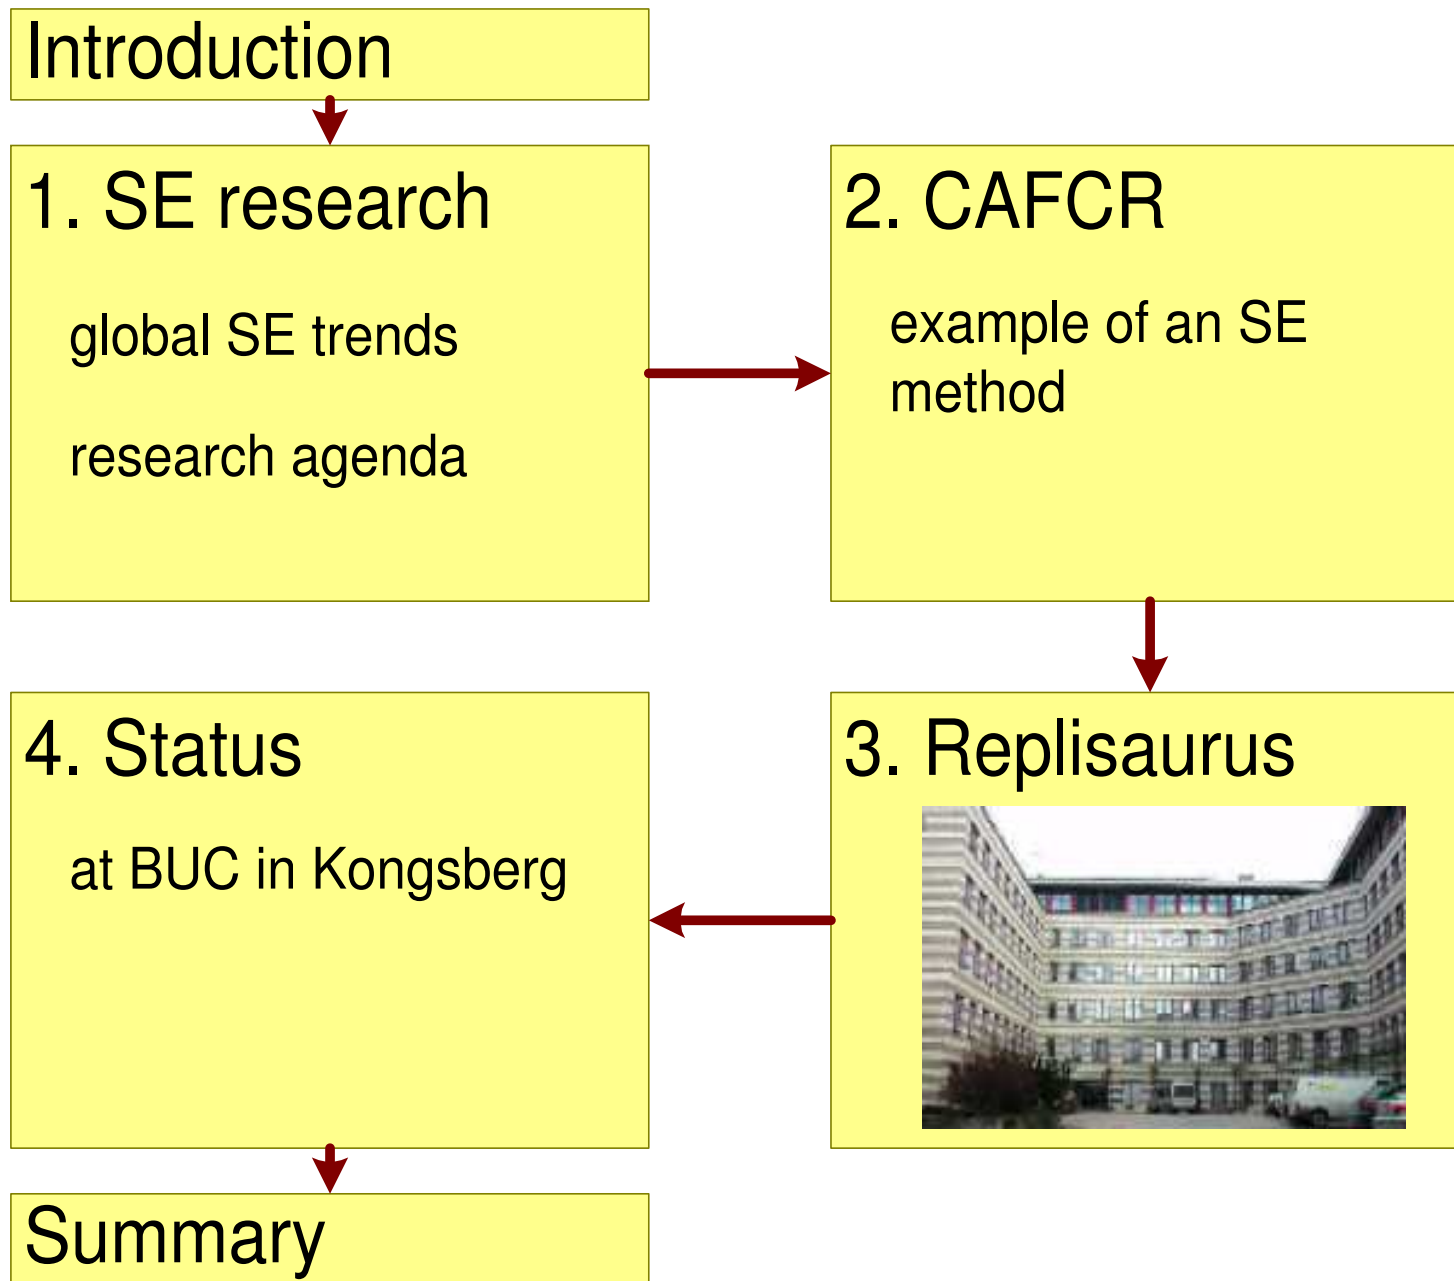 Introduction
1. SE research
global SE trends
research agenda
2. CAFCR
example of an SE
method
3. Replisaurus
4. Status
at BUC in Kongsberg
Summary